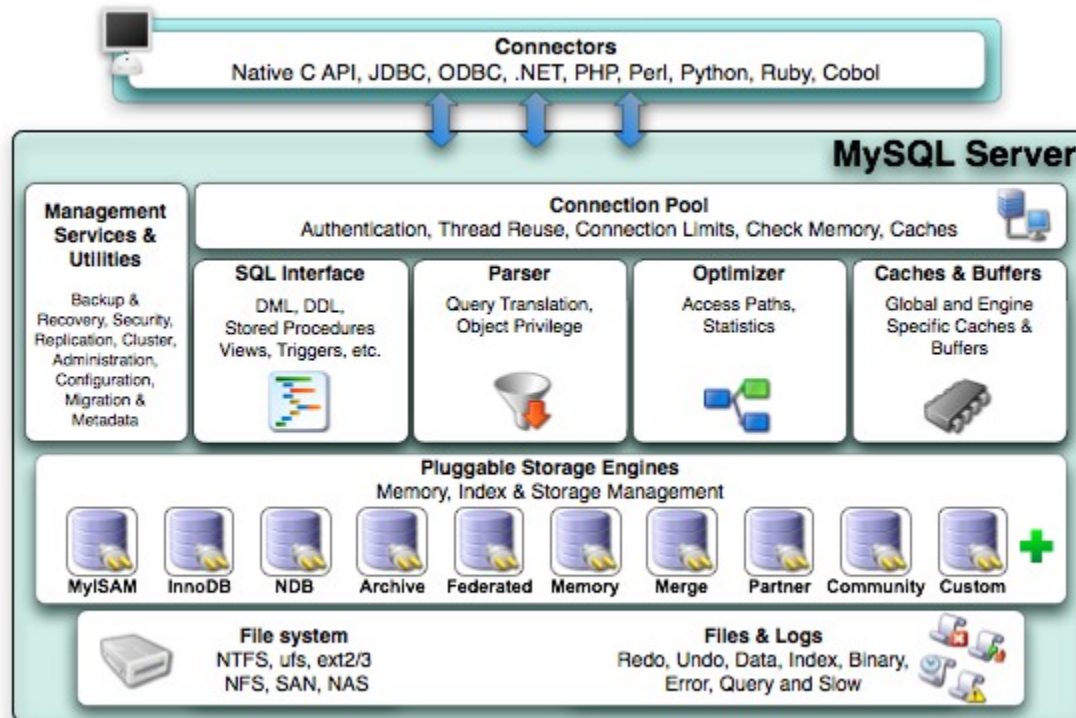 Connectors
Native C API, JDBC, ODBC, .NET, PHP, Perl, Python, Ruby, Cobol
MySQL Server
Management
Services &
Utilities
Backup &
Recovery, Security,
Replication, Cluster,
Administration,
Configuration,
Migration &
Metadata
Connection Pool
Authentication, Thread Reuse, Connection Limits, Check Memory, Caches
SQL Interface
DML, DDL,
Stored Procedures
Views, Triggers, etc.
Parser
Query Translation,
Object Privilege
Optimizer
Access Paths,
Statistics
Caches & Buffers
Global and Engine
Specific Caches &
Buffers
Pluggable Storage Engines
Memory, Index & Storage Management
MyISAM
InnoDB
NDB
Archive
Federated
Memory
Merge
Partner
Community
Custom
File system
NTFS, ufs, ext2/3
NFS, SAN, NAS
Files & Logs
Redo, Undo, Data, Index, Binary,
Error, Query and Slow